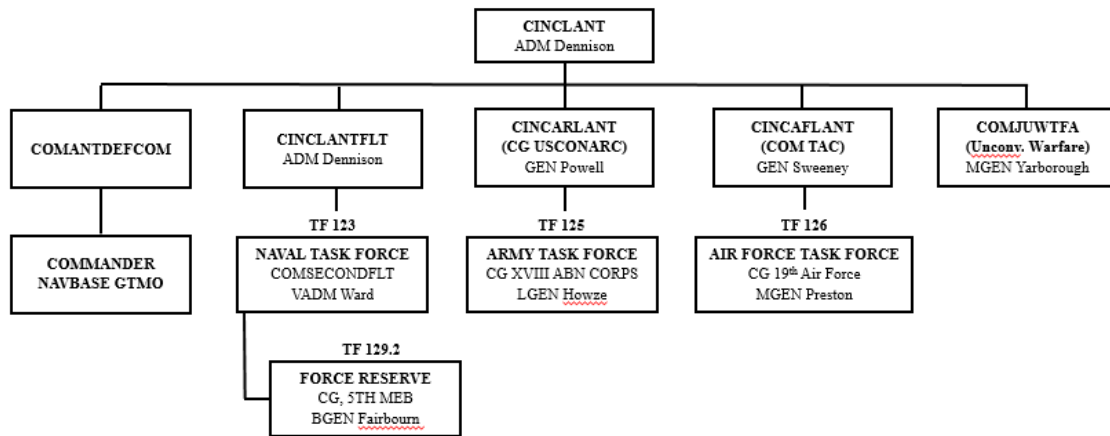 CINCLANT
ADM Dennison
COMANTDEFCOM
CINCLANTFLT
ADM Dennison
CINCARLANT
(CG USCONARC)
GEN Powell
CINCAFLANT
(COM TAC)
GEN Sweeney
COMJUWTFA
(Unconv. Warfare)
MGEN Yarborough
COMMANDER
NAVBASE GTMO
TF 123
NAVAL TASK FORCE
COMSECONDFLT
VADM Ward
TF 125
ARMY TASK FORCE
CG XVIII ABN CORPS
LGEN Howze
TF 126
AIR FORCE TASK FORCE
CG 19th Air Force
MGEN Preston
TF 129.2
FORCE RESERVE
CG, 5TH MEB
BGEN Fairbourn